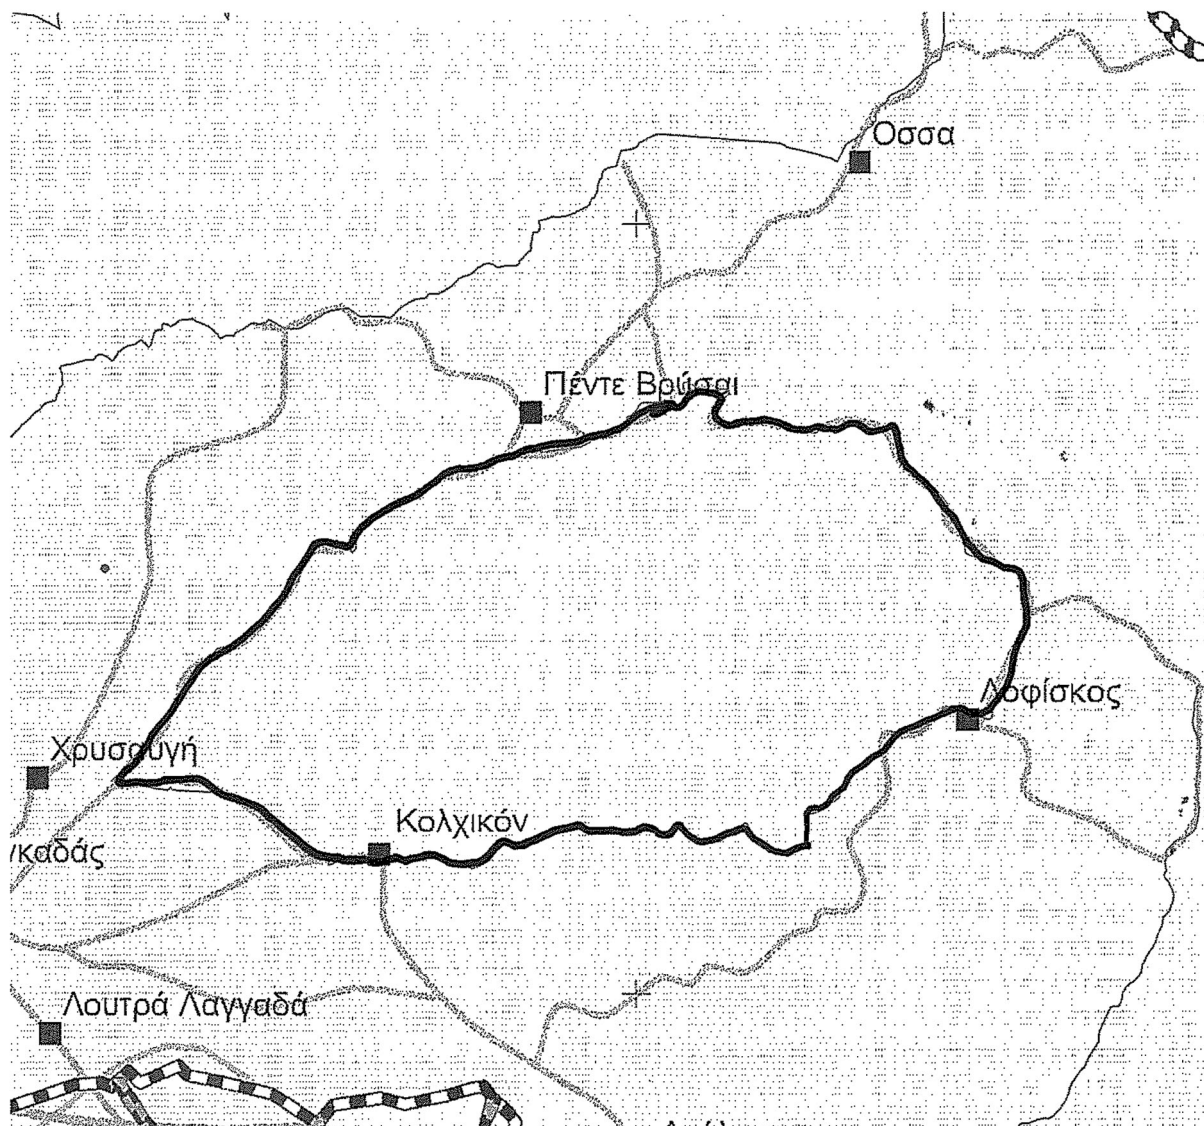 Οσσα
Πέντε Βρύσαι
Λοφίσκος
Χρυσαυγή
Κολχικόν
γκαδάς
Λουτρά Λαγγαδά